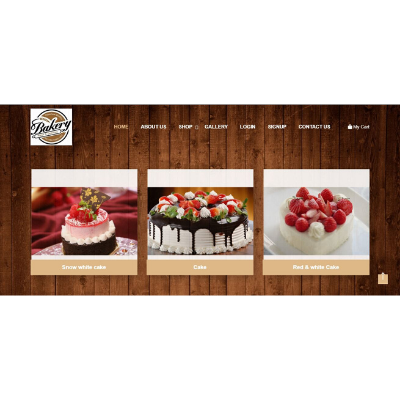 Bakery
HOME ABOUT US SHOP GALLERY LOGIN SIGNUP CONTACT US My Cart
Snow white cake Cake Red & white Cake